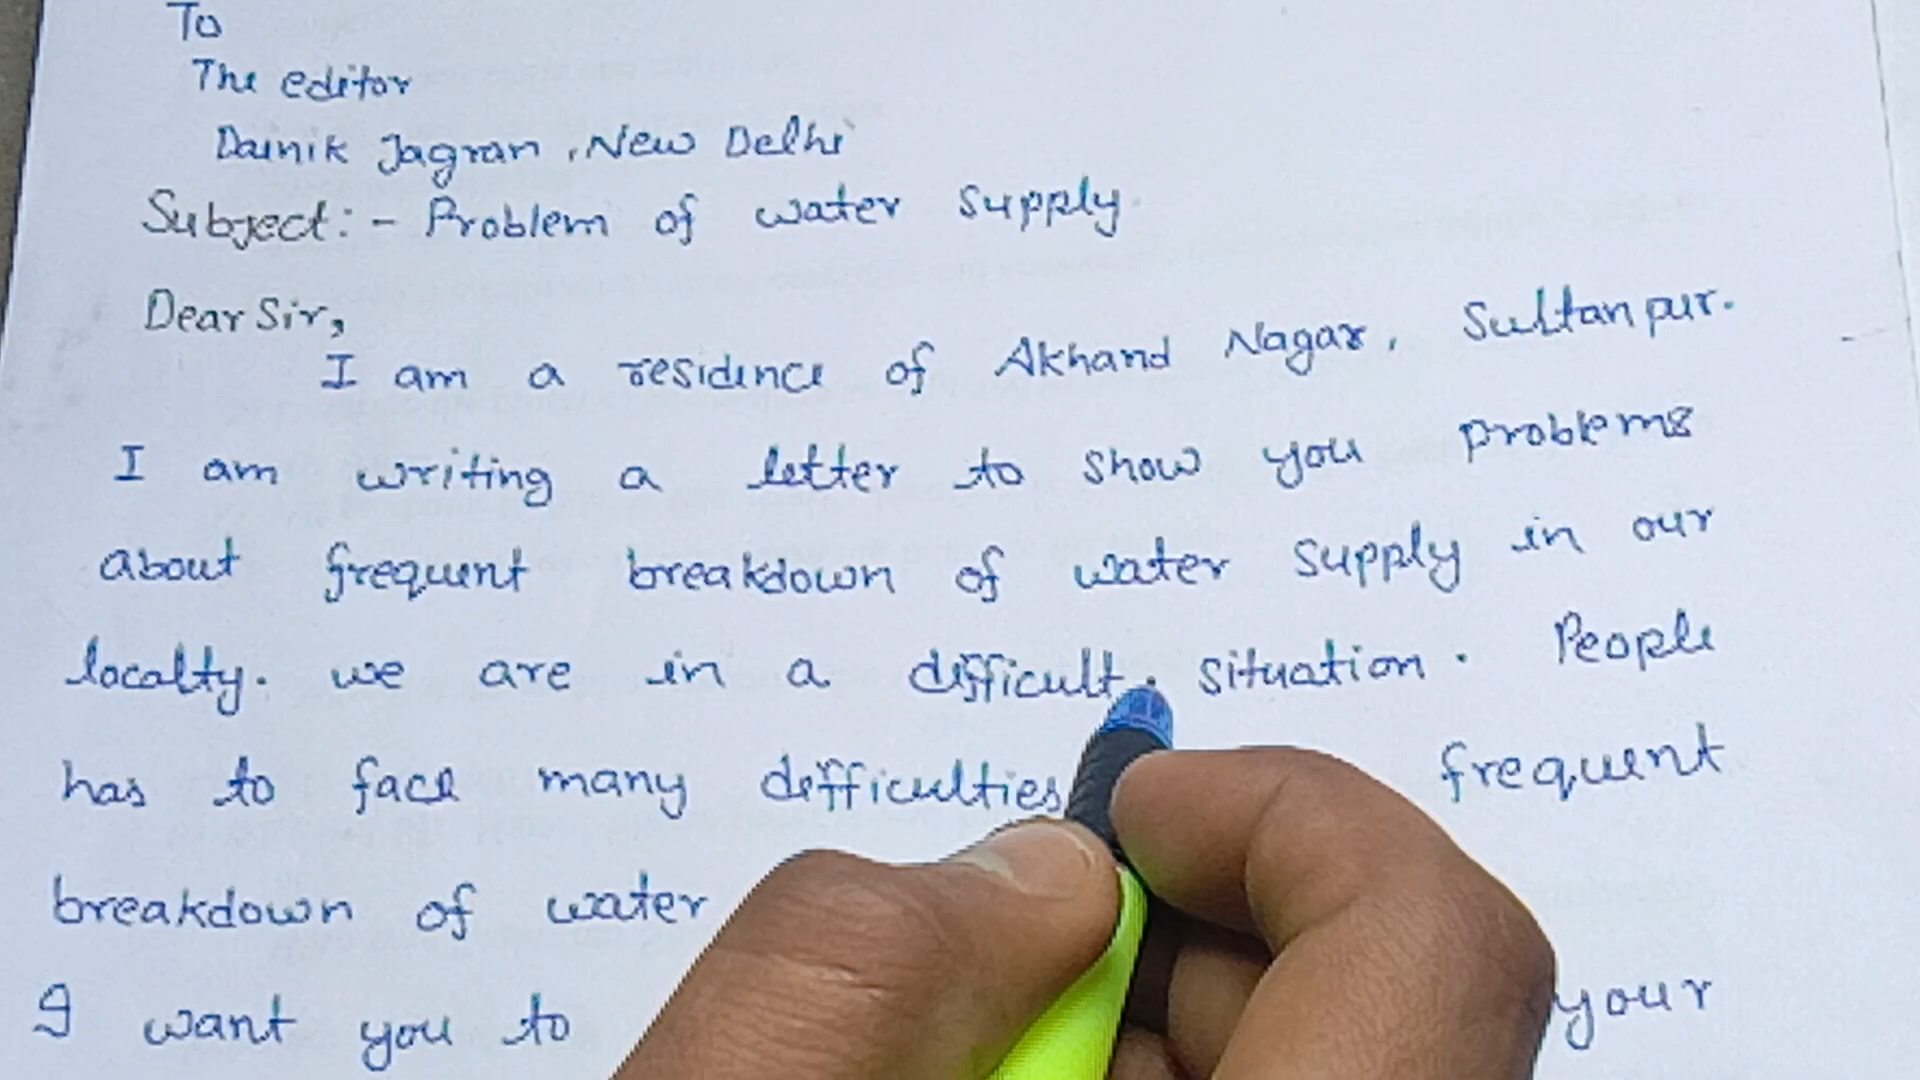 To
The editor
Dainik Jagran, New Delhi
Subject:- Problem of water supply.
Dear Sir,
I am a residence of Akhand Nagar, Sultanpur.
I am writing a letter to show you problems
about frequent breakdown of water supply in our
localty. we are in a difficult. situation. People
has to face many difficulties frequent
breakdown of water
I want you to your